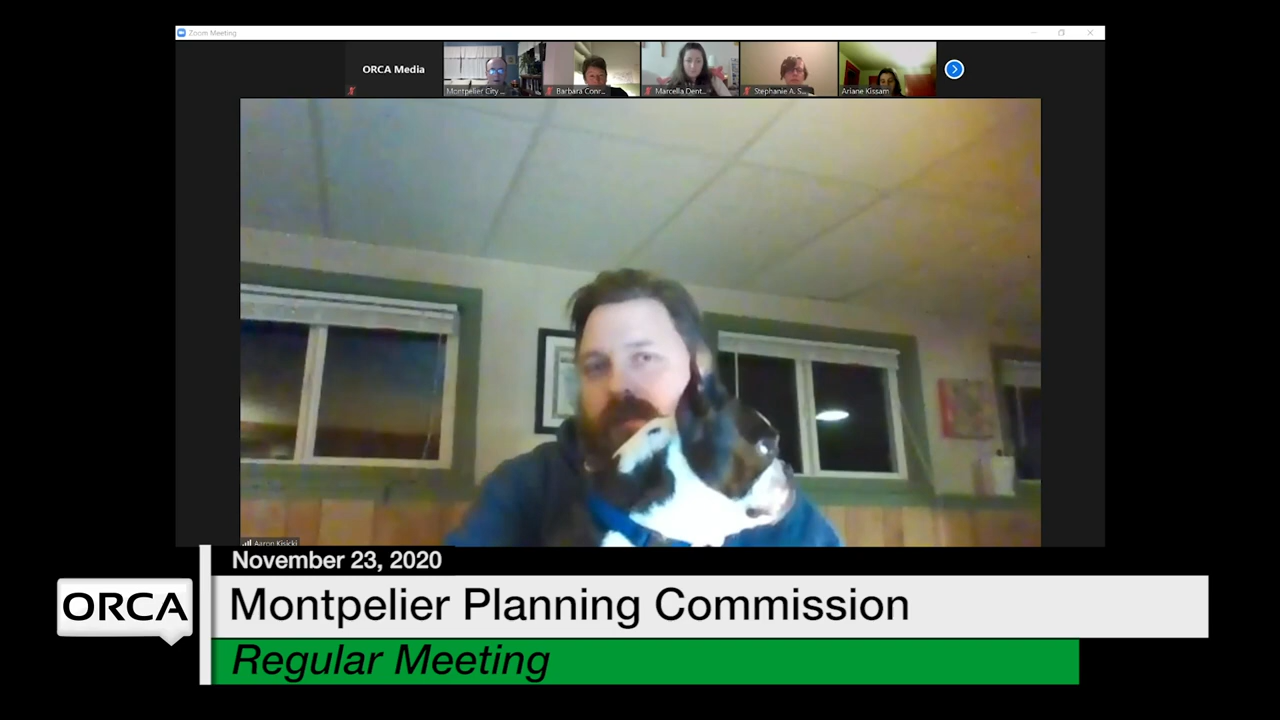 Zoom Meeting
ORCA Media
Montpelier City ...
Barbara Conr...
Marcella Dent...
Stephanie A. S...
Ariane Kissam
Aaron Kisicki
November 23, 2020
ORCA
Montpelier Planning Commission
Regular Meeting